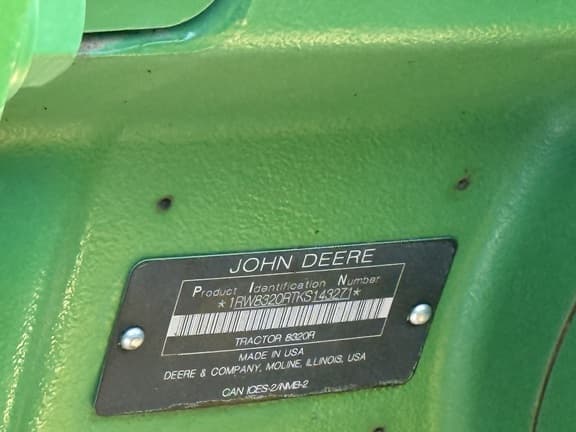 JOHN DEERE
Product Identification Number
*1RW8320RTKS143271*
TRACTOR 8320R
MADE IN USA
DEERE & COMPANY, MOLINE, ILLINOIS, USA
CAN ICES-2/NMB-2